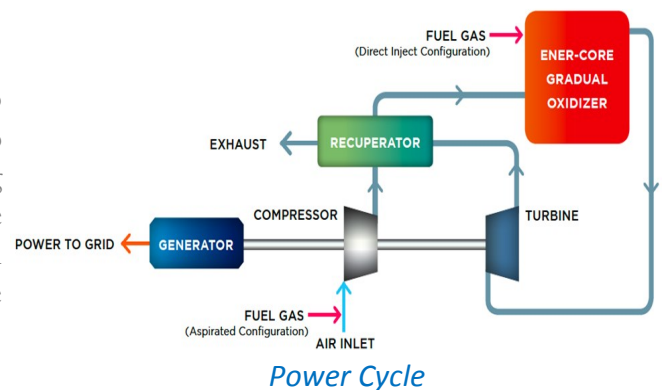 FUEL GAS
(Direct Inject Configuration)
ENER-CORE
GRADUAL
OXIDIZER
EXHAUST
RECUPERATOR
COMPRESSOR
TURBINE
POWER TO GRID
GENERATOR
FUEL GAS
(Aspirated Configuration)
AIR INLET
Power Cycle